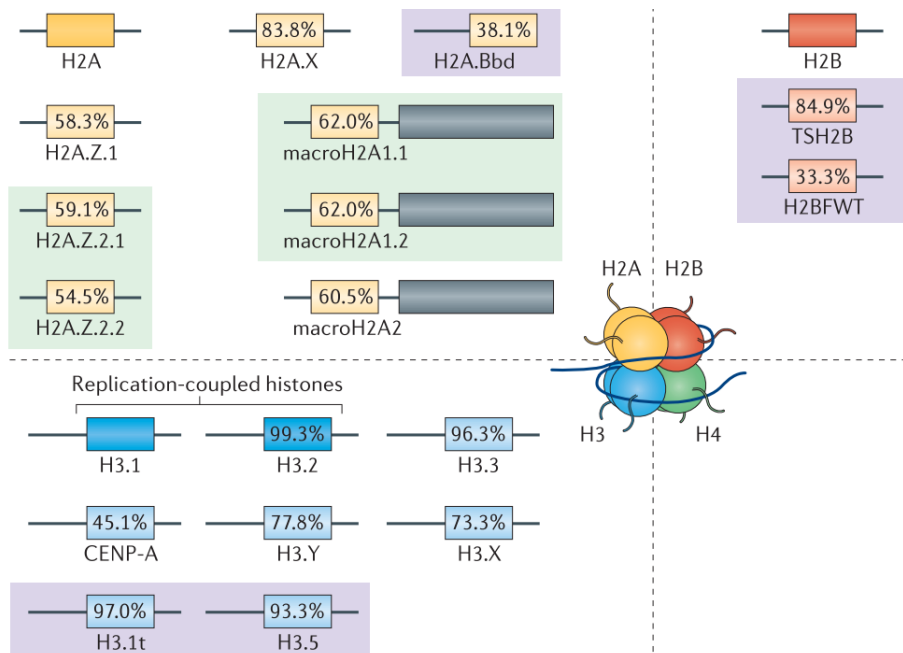 H2A
83.8%
H2A.X
38.1%
H2A.Bbd
58.3%
H2A.Z.1
62.0%
macroH2A1.1
59.1%
H2A.Z.2.1
62.0%
macroH2A1.2
54.5%
H2A.Z.2.2
60.5%
macroH2A2
H2B
84.9%
TSH2B
33.3%
H2BFWT
H2A
H2B
H3
H4
Replication-coupled histones
H3.1
99.3%
H3.2
96.3%
H3.3
45.1%
CENP-A
77.8%
H3.Y
73.3%
H3.X
97.0%
H3.1t
93.3%
H3.5